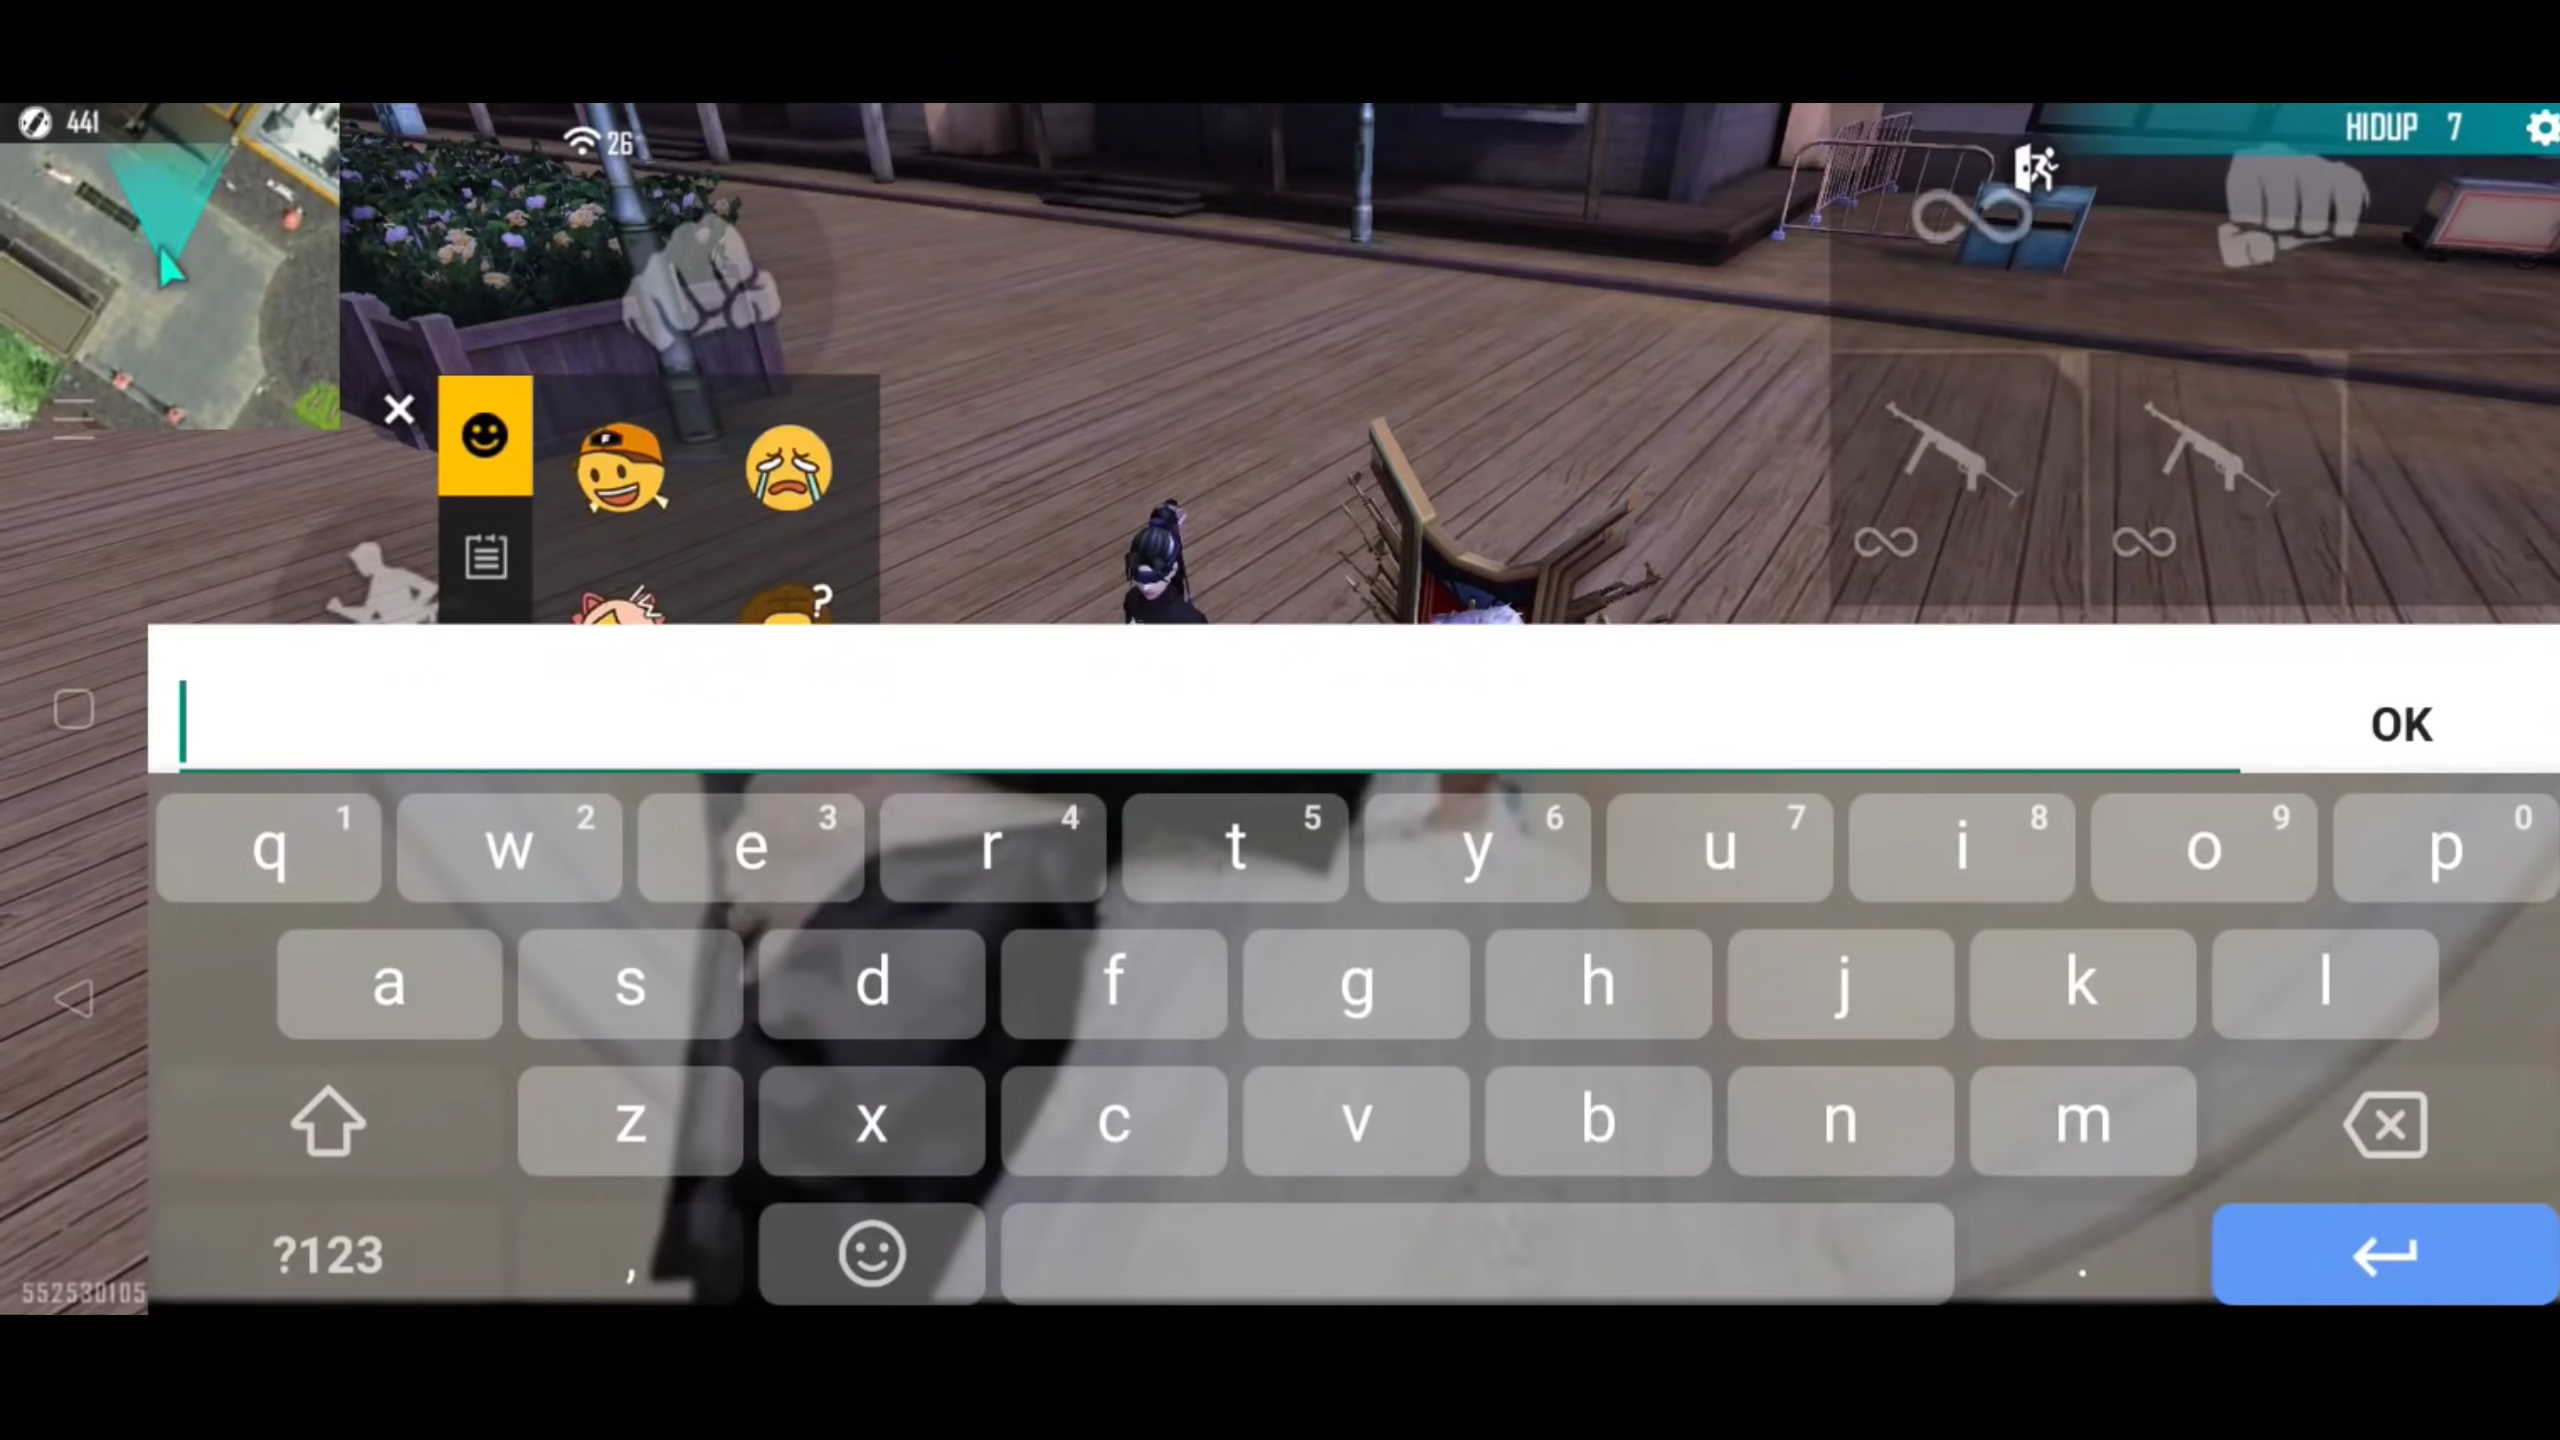 441
26
HIDUP 7
F
?
OK
q 1 w 2 e 3 r 4 t 5 y 6 u 7 i 8 o 9 p 0
a s d f g h j k l
z x c v b n m
?123 , .
552530105